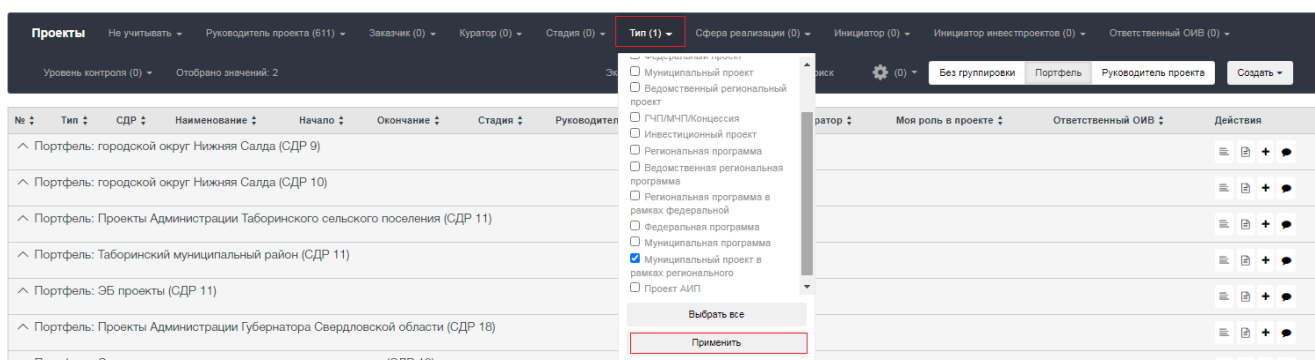 Проекты Не учитывать Руководитель проекта (611) Заказчик (0) Куратор (0) Стадия (0) Тип (1) Сфера реализации (0) Инициатор (0) Инициатор инвестпроектов (0) Ответственный ОИВ (0)
Уровень контроля (0) Отобрано значений: 2 (0) Без группировки Портфель Руководитель проекта Создать
Муниципальный проект
Ведомственный региональный
проект
ГЧП/МЧП/Концессия
Инвестиционный проект
Региональная программа
Ведомственная региональная
программа
Региональная программа в
рамках федеральной
Федеральная программа
Муниципальная программа
Муниципальный проект в
рамках регионального
Проект АИП
Выбрать все
Применить
№ Тип СДР Наименование Начало Окончание Стадия Руководител ратор Моя роль в проекте Ответственный ОИВ Действия
Портфель: городской округ Нижняя Салда (СДР 9)
Портфель: городской округ Нижняя Салда (СДР 10)
Портфель: Проекты Администрации Таборинского сельского поселения (СДР 11)
Портфель: Таборинский муниципальный район (СДР 11)
Портфель: ЭБ проекты (СДР 11)
Портфель: Проекты Администрации Губернатора Свердловской области (СДР 18)